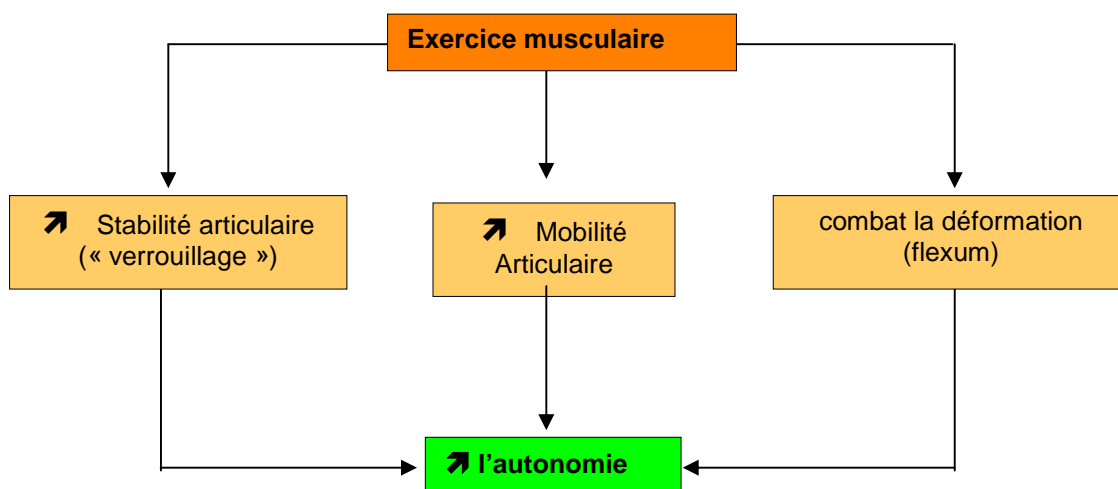 Exercice musculaire
↗ Stabilité articulaire
(« verrouillage »)
↗ Mobilité
Articulaire
combat la déformation
(flexum)
↗ l’autonomie